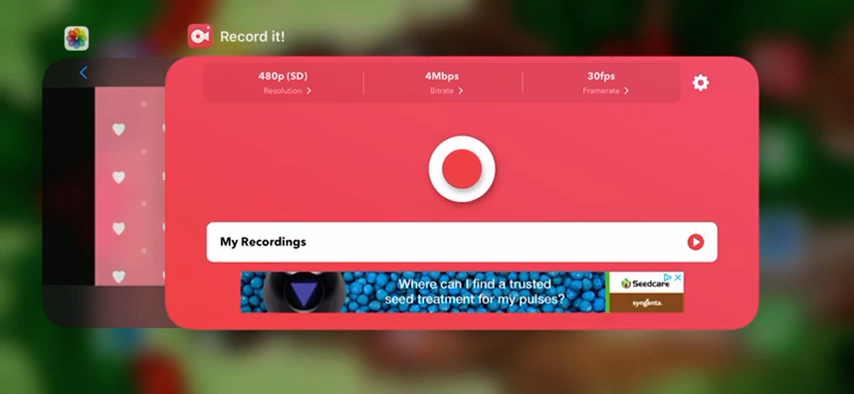 Record it!
480p (SD)
Resolution >
4Mbps
Bitrate >
30fps
Framerate >
My Recordings
Where can I find a trusted
seed treatment for my pulses?
Seedcare
syngenta.